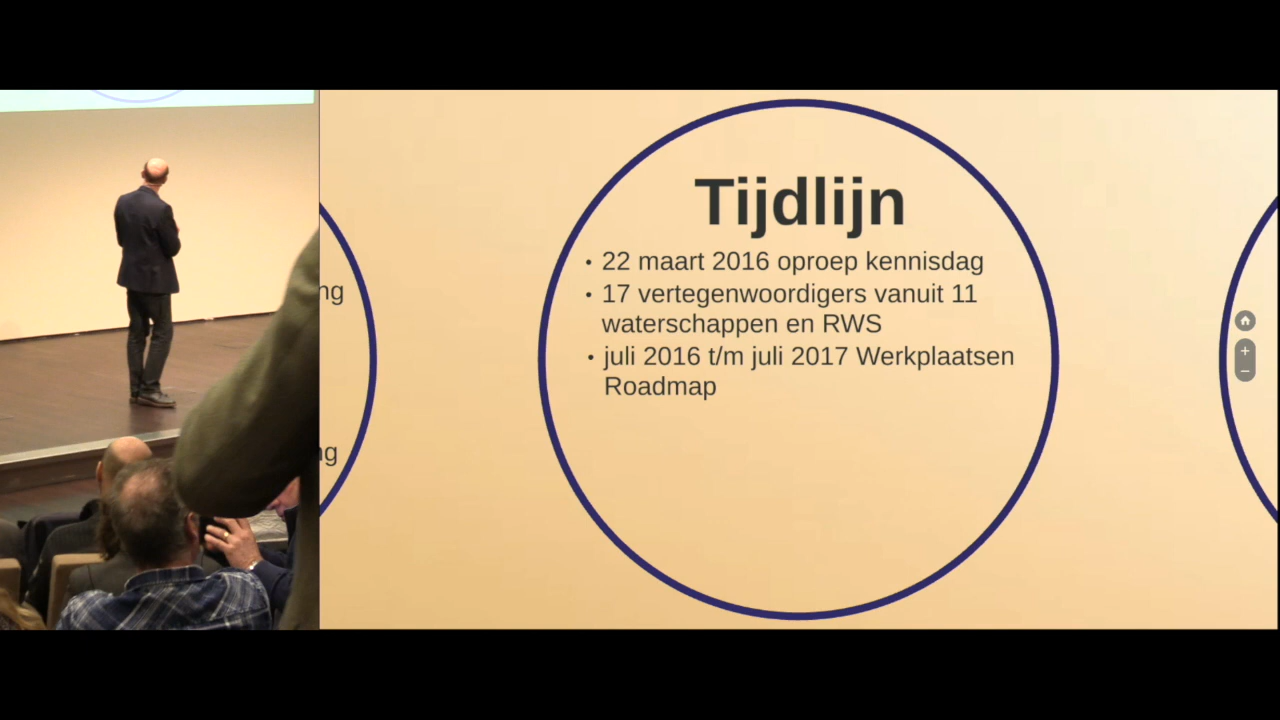 Tijdlijn
• 22 maart 2016 oproep kennisdag
• 17 vertegenwoordigers vanuit 11
waterschappen en RWS
• juli 2016 t/m juli 2017 Werkplaatsen
Roadmap